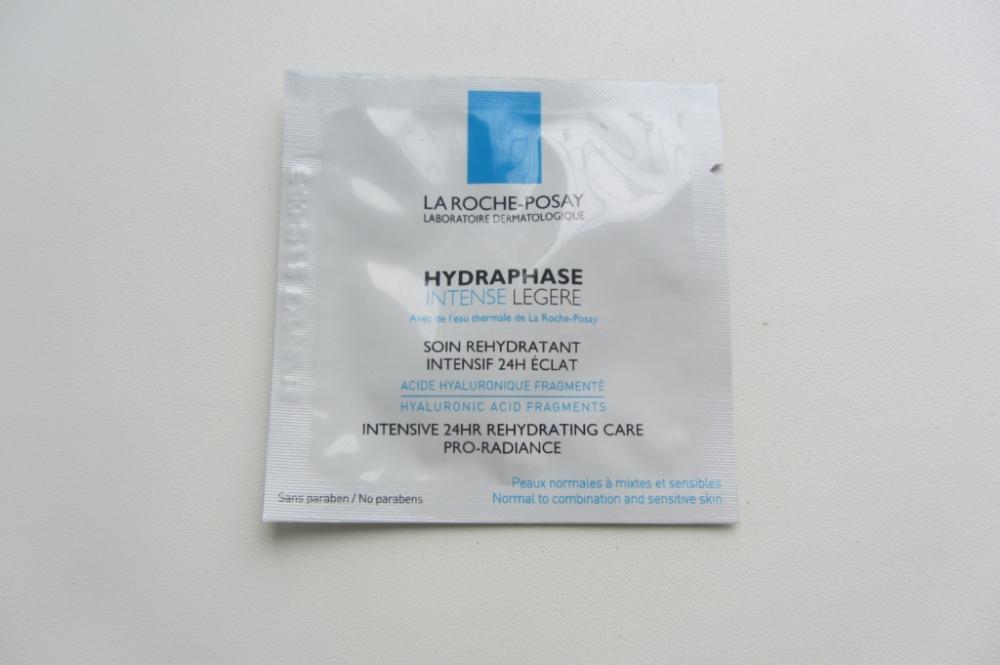 LA ROCHE-POSAY
LABORATOIRE DERMATOLOGIQUE
HYDRAPHASE
INTENSE LEGERE
Avec de l'eau thermale de La Roche-Posay
SOIN REHYDRATANT
INTENSIF 24H ÉCLAT
ACIDE HYALURONIQUE FRAGMENTÉ
HYALURONIC ACID FRAGMENTS
INTENSIVE 24HR REHYDRATING CARE
PRO-RADIANCE
Peaux normales à mixtes et sensibles
Normal to combination and sensitive skin
Sans paraben / No parabens